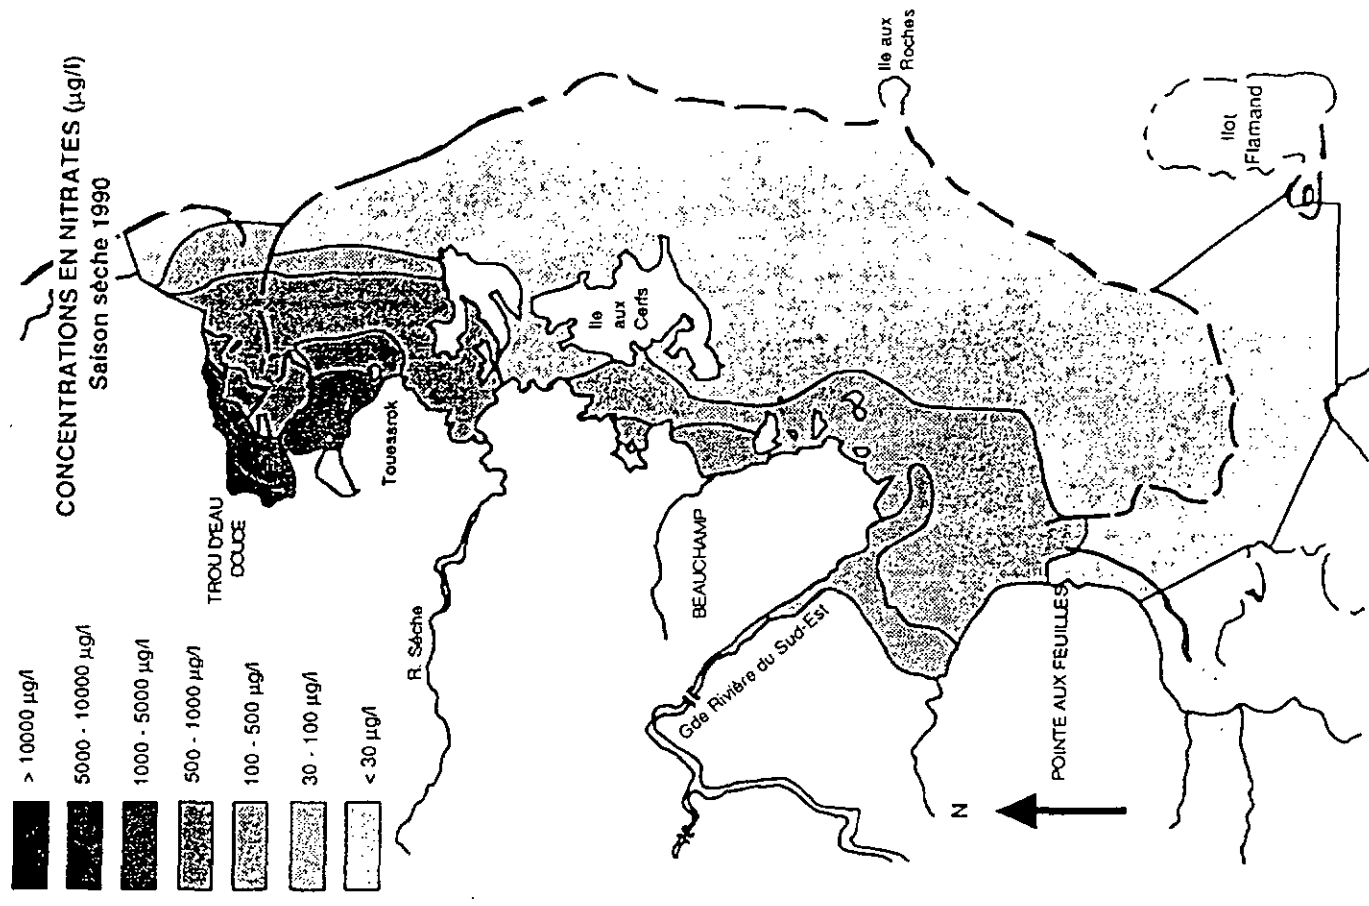 CONCENTRATIONS EN NITRATES (µg/l)
Saison sèche 1990
> 10000 µg/l
5000 - 10000 µg/l
1000 - 5000 µg/l
500 - 1000 µg/l
100 - 500 µg/l
30 - 100 µg/l
< 30 µg/l
TROU D'EAU
DOUCE
Touessrok
R. Sèche
Ile
aux
Cerfs
Ile aux
Roches
BEAUCHAMP
Gde Rivière du Sud-Est
POINTE AUX FEUILLES
Ilot
Flamand
N